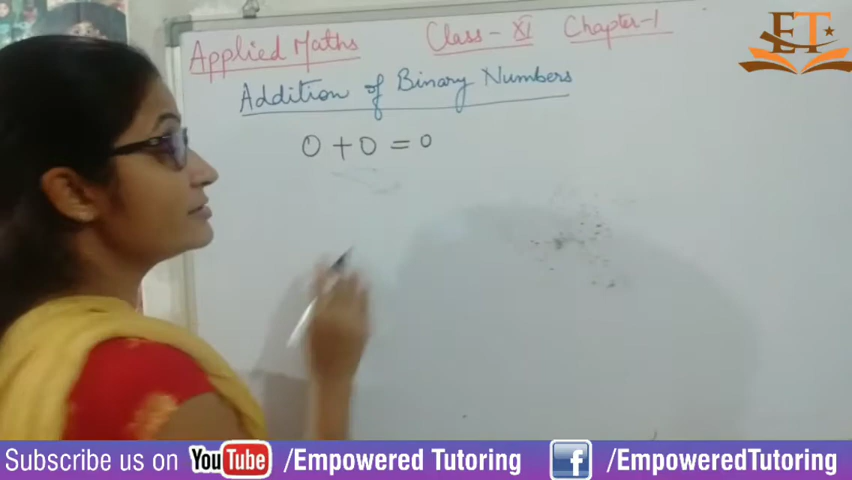 Applied Maths Class - XI Chapter-1
ET
Addition of Binary Numbers
0 + 0 = 0
Subscribe us on YouTube /Empowered Tutoring f /EmpoweredTutoring